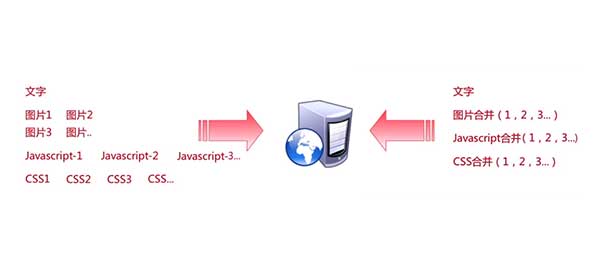 文字
图片1 图片2
图片3 图片..
Javascript-1 Javascript-2 Javascript-3...
CSS1 CSS2 CSS3 CSS...
文字
图片合并（1，2，3...）
Javascript合并（1，2，3...）
CSS合并（1，2，3...）